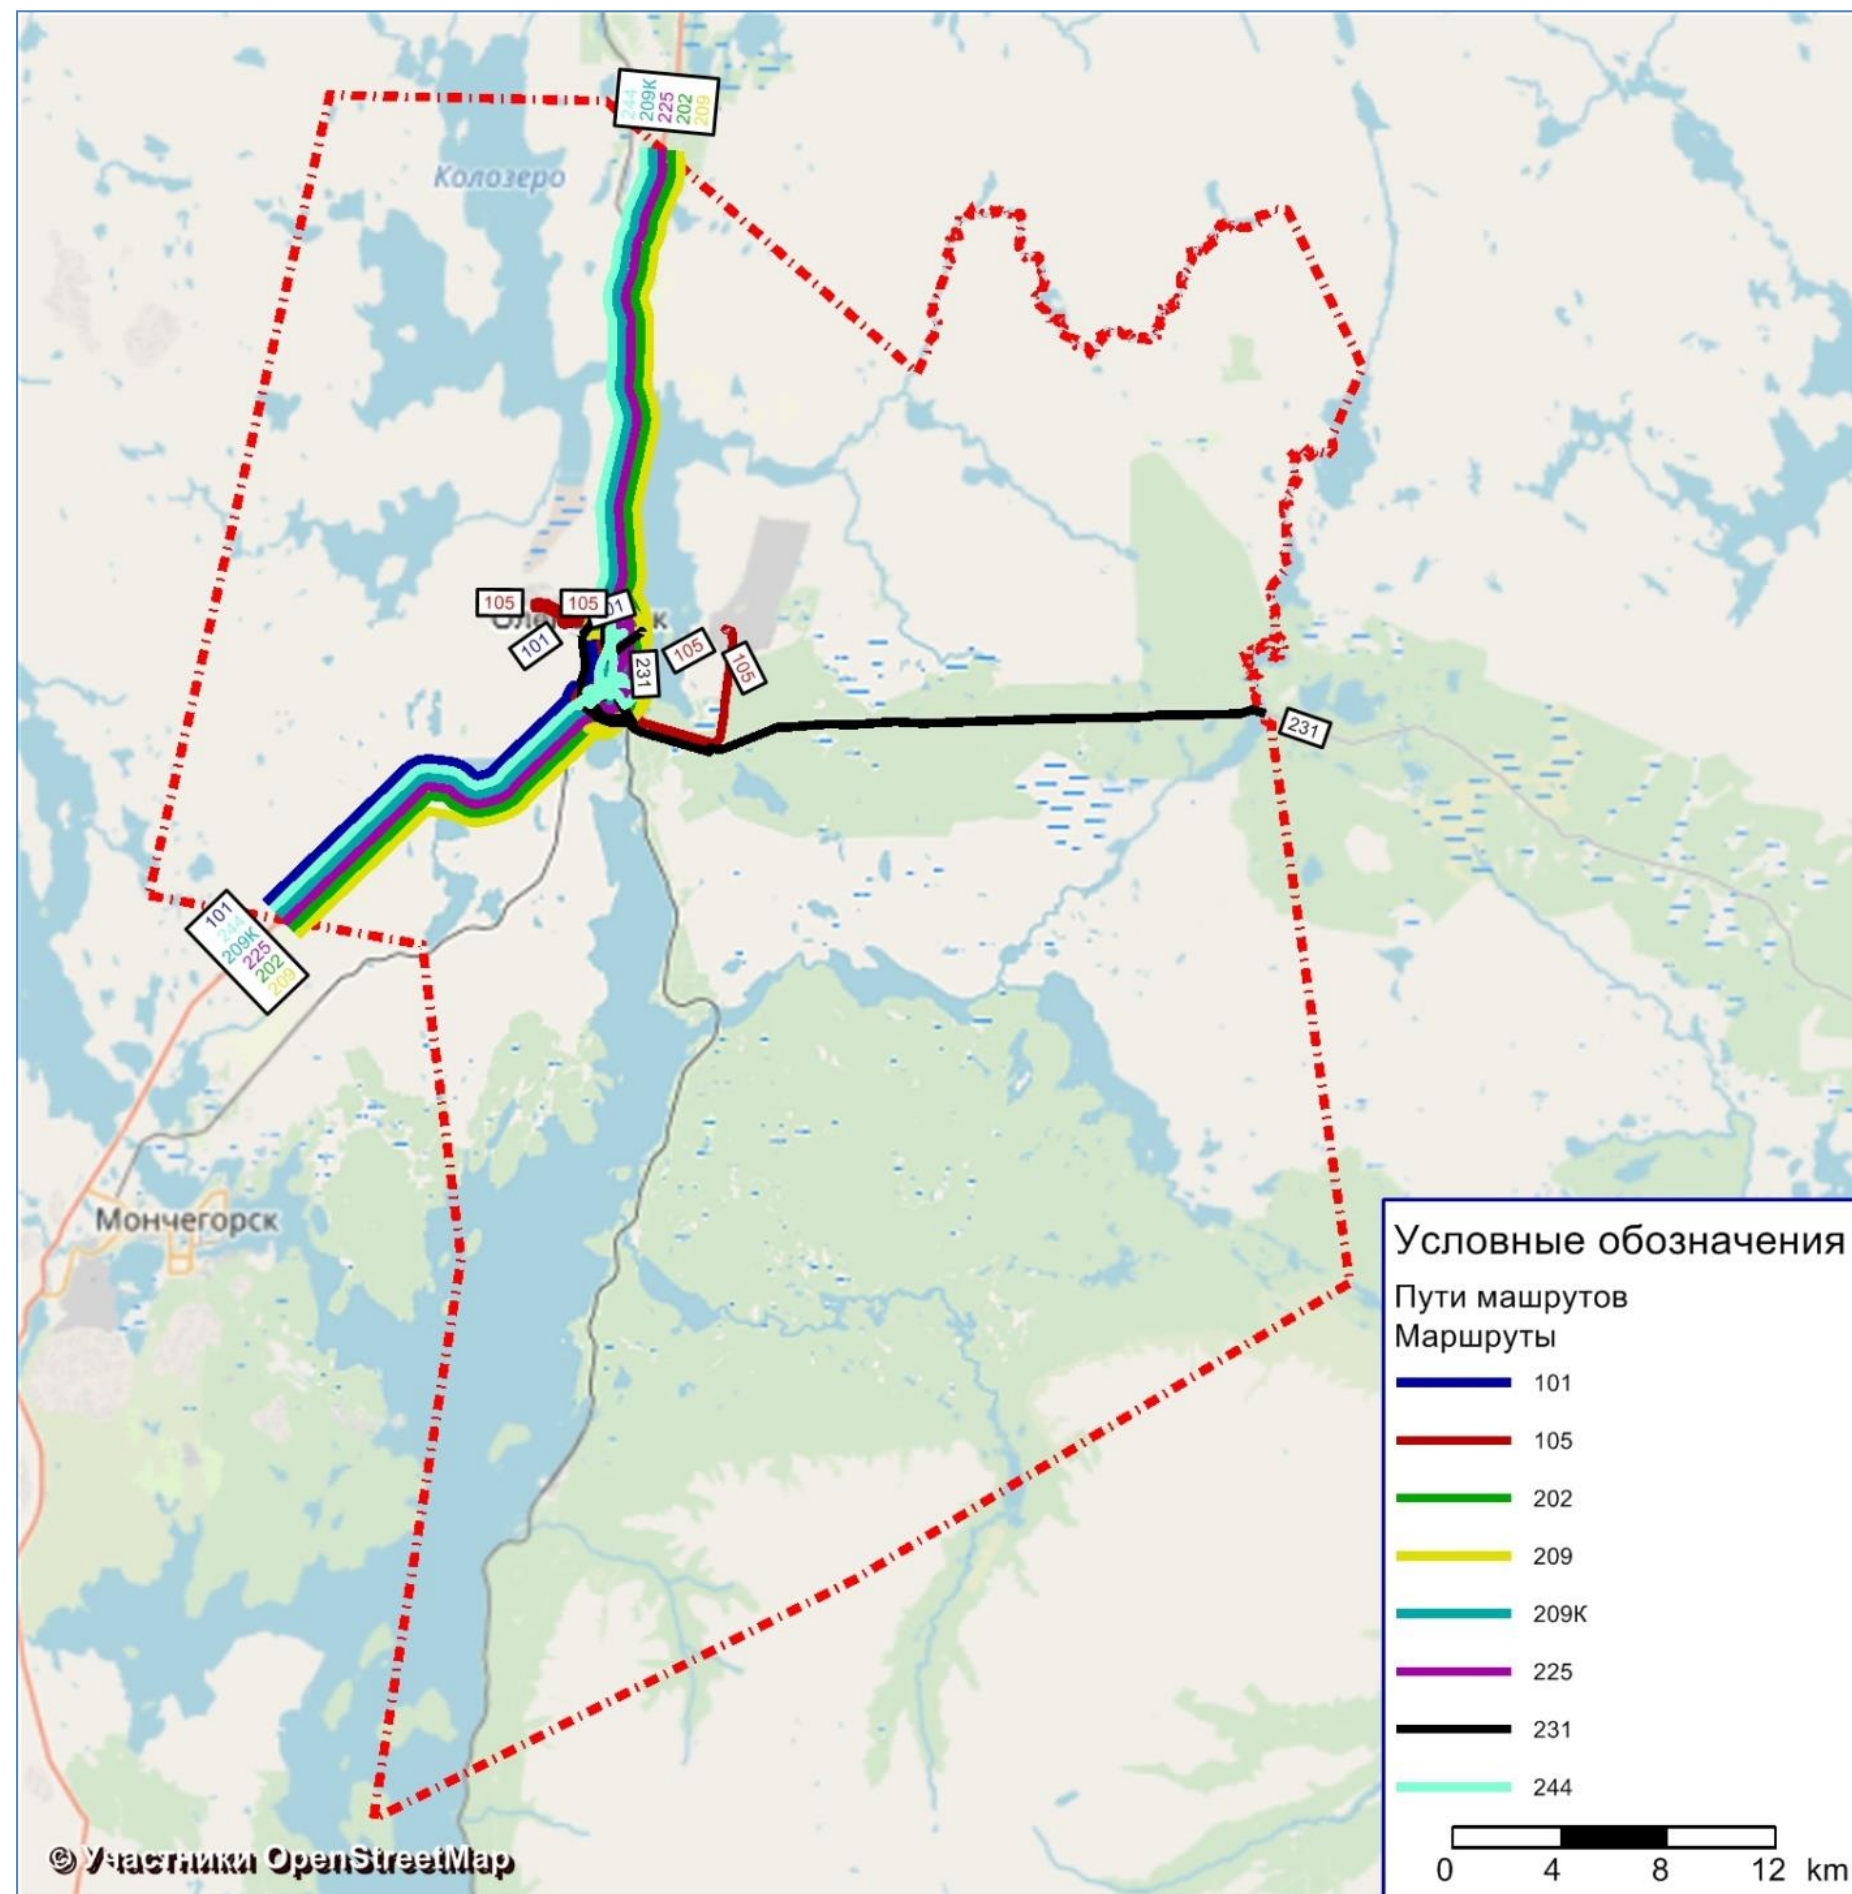 244
209К
225
202
209
Колозеро
105
105
101
105
105
231
231
101
244
209К
225
202
209
Мончегорск
Условные обозначения
Пути машрутов
Маршруты
101
105
202
209
209К
225
231
244
0 4 8 12 km
© Участники OpenStreetMap